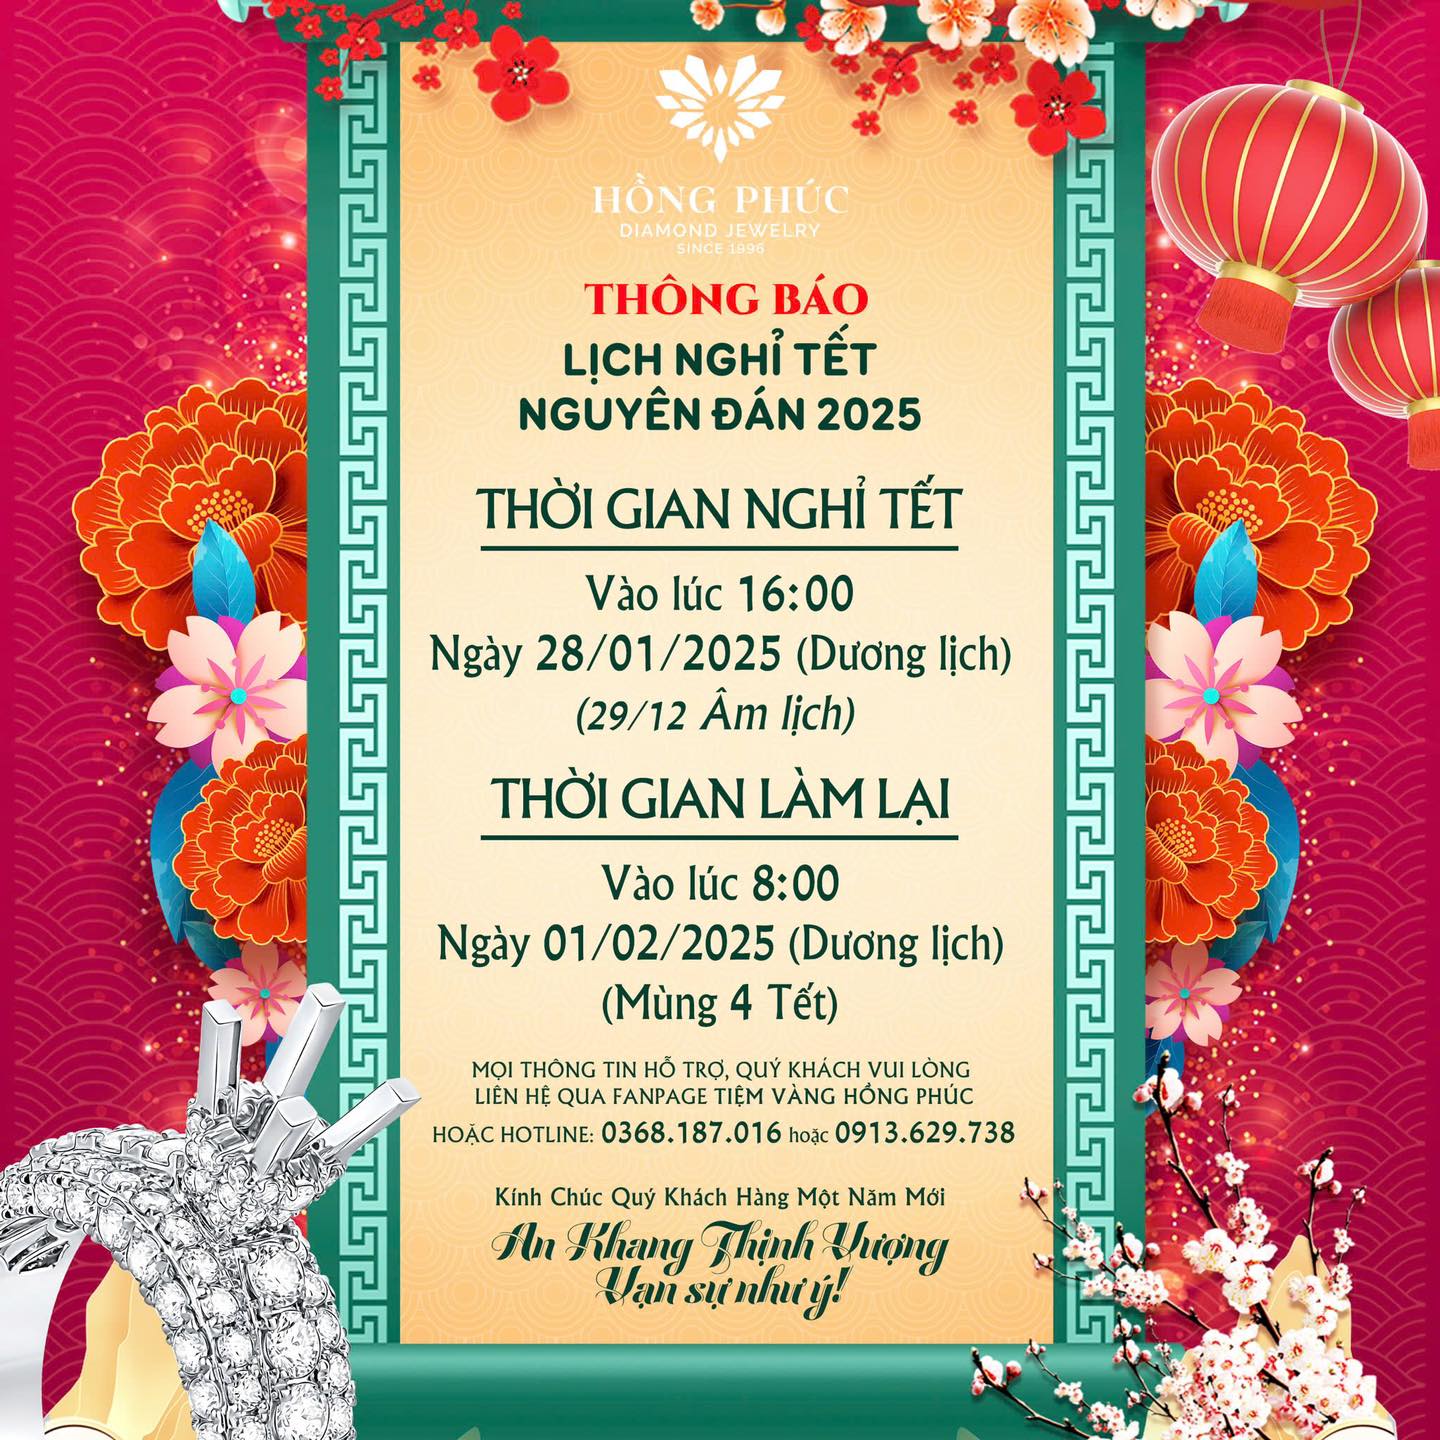 HỒNG PHÚC
DIAMOND JEWELRY
SINCE 1996
THÔNG BÁO
LỊCH NGHỈ TẾT
NGUYÊN ĐÁN 2025
THỜI GIAN NGHỈ TẾT
Vào lúc 16:00
Ngày 28/01/2025 (Dương lịch)
(29/12 Âm lịch)
THỜI GIAN LÀM LẠI
Vào lúc 8:00
Ngày 01/02/2025 (Dương lịch)
(Mùng 4 Tết)
MỌI THÔNG TIN HỖ TRỢ, QUÝ KHÁCH VUI LÒNG
LIÊN HỆ QUA FANPAGE TIỆM VÀNG HỒNG PHÚC
HOẶC HOTLINE: 0368.187.016 hoặc 0913.629.738
Kính Chúc Quý Khách Hàng Một Năm Mới
An Khang Thịnh Vượng
Vạn sự như ý!